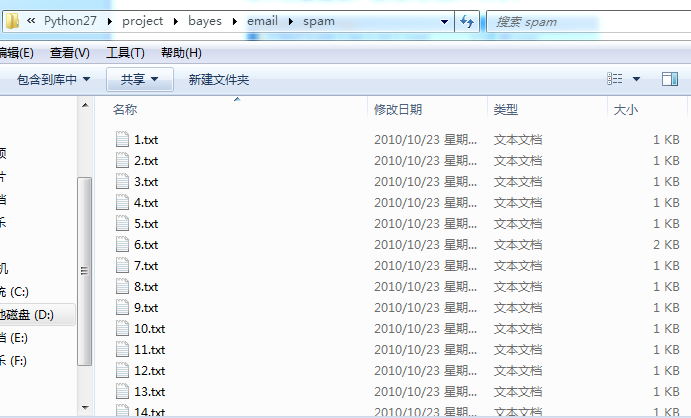 « Python27 ▸ project ▸ bayes ▸ email ▸ spam 搜索 spam
编辑(E) 查看(V) 工具(T) 帮助(H)
包含到库中 共享 新建文件夹
名称 修改日期 类型 大小
1.txt 2010/10/23 星期... 文本文档 1 KB
2.txt 2010/10/23 星期... 文本文档 1 KB
3.txt 2010/10/23 星期... 文本文档 1 KB
4.txt 2010/10/23 星期... 文本文档 1 KB
5.txt 2010/10/23 星期... 文本文档 1 KB
6.txt 2010/10/23 星期... 文本文档 2 KB
7.txt 2010/10/23 星期... 文本文档 1 KB
8.txt 2010/10/23 星期... 文本文档 1 KB
9.txt 2010/10/23 星期... 文本文档 1 KB
10.txt 2010/10/23 星期... 文本文档 1 KB
11.txt 2010/10/23 星期... 文本文档 1 KB
12.txt 2010/10/23 星期... 文本文档 1 KB
13.txt 2010/10/23 星期... 文本文档 1 KB
14.txt 2010/10/23 星期... 文本文档 1 KB
频
片
档
乐
机
统 (C:)
地磁盘 (D:)
档 (E:)
乐 (F:)